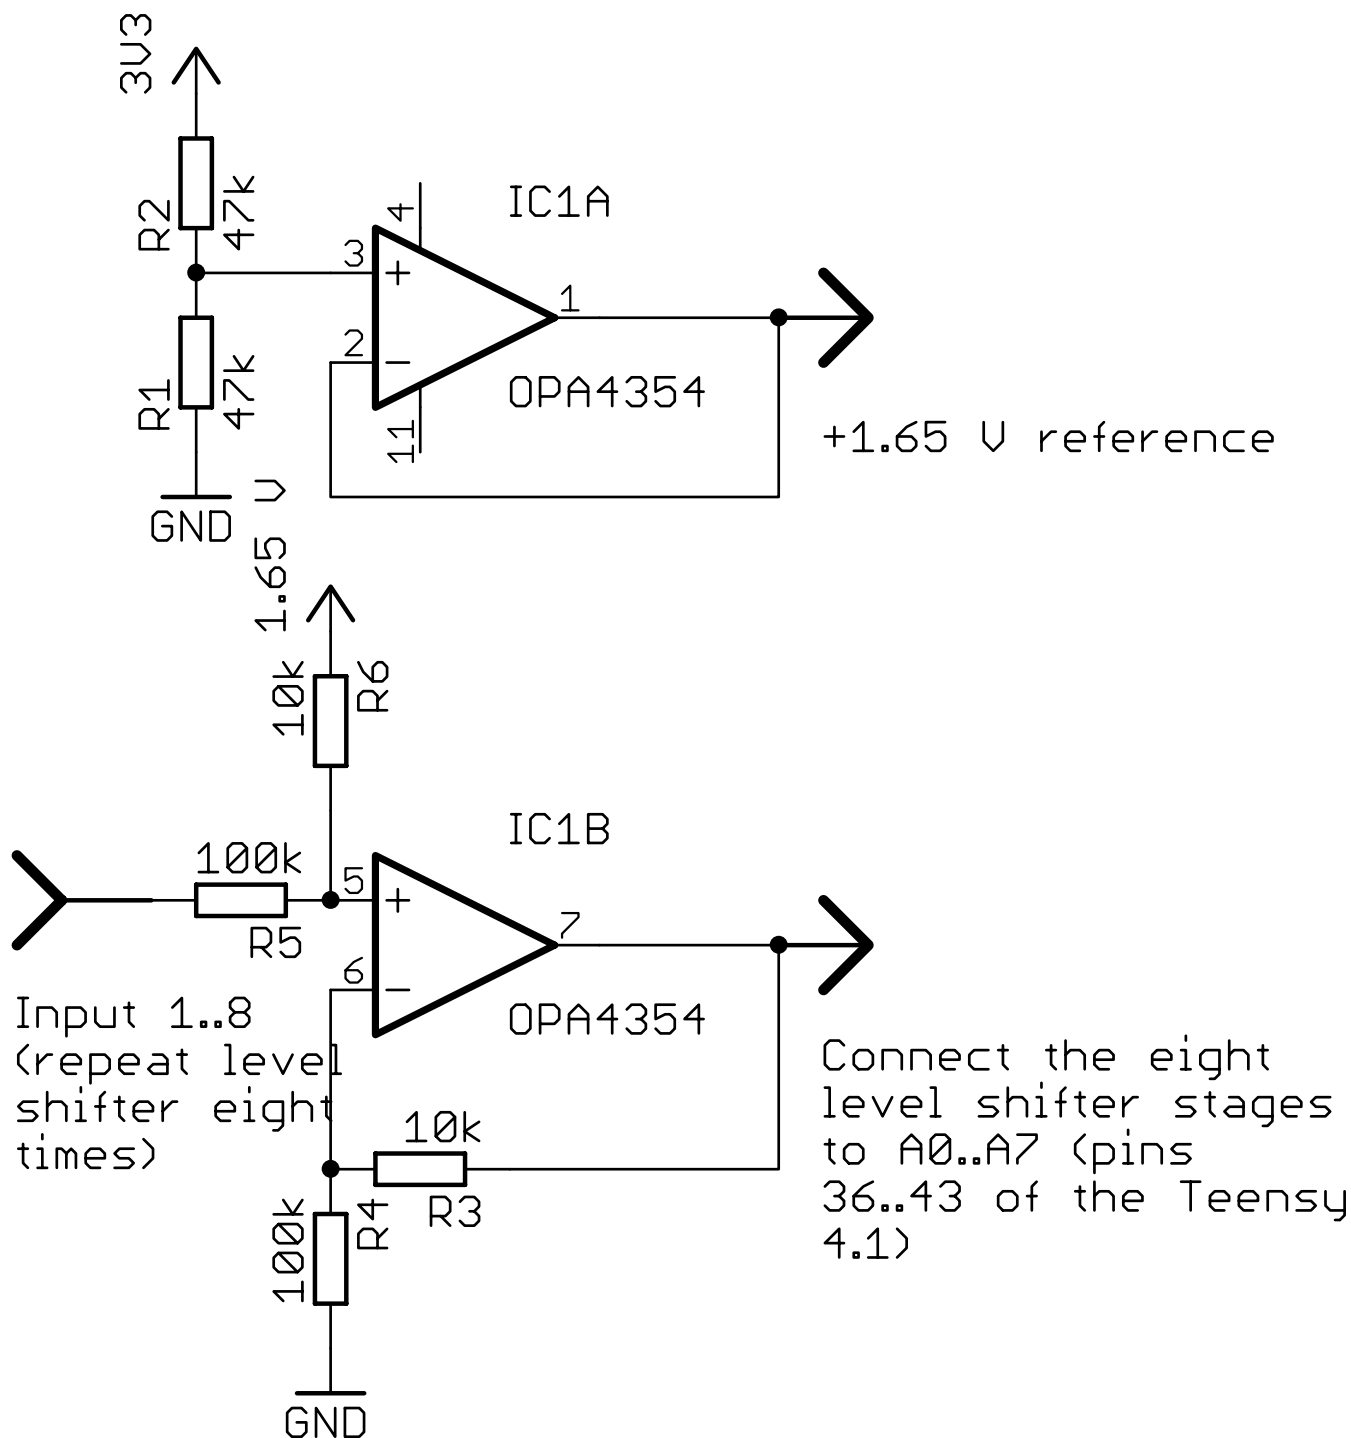 3V3
R2
47k
R1
47k
GND
IC1A
4
3
+
2
-
1
11
OPA4354
+1.65 V reference
1.65 V
10k
R6
IC1B
100k
R5
5
+
6
-
7
OPA4354
Input 1..8
(repeat level
shifter eight
times)
10k
R3
100k
R4
GND
Connect the eight
level shifter stages
to A0..A7 (pins
36..43 of the Teensy
4.1)